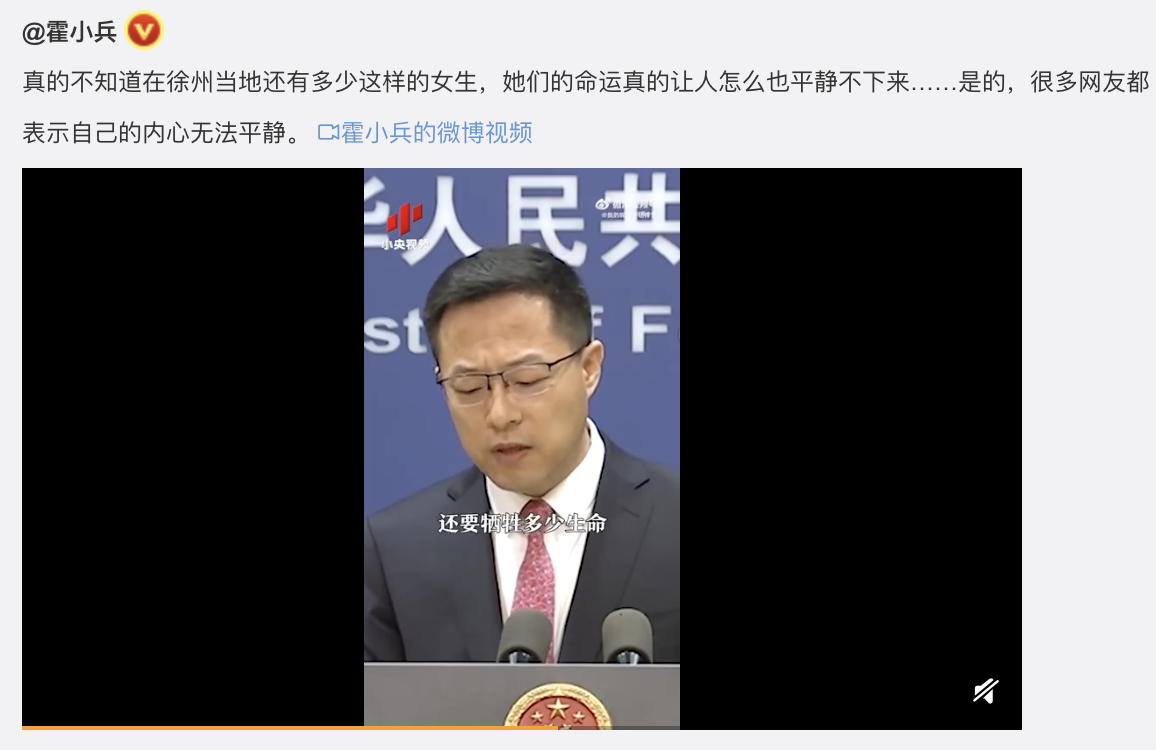 @霍小兵
真的不知道在徐州当地还有多少这样的女生，她们的命运真的让人怎么也平静不下来……是的，很多网友都
表示自己的内心无法平静。 霍小兵的微博视频
华人民共
小央视频
st f F
还要牺牲多少生命